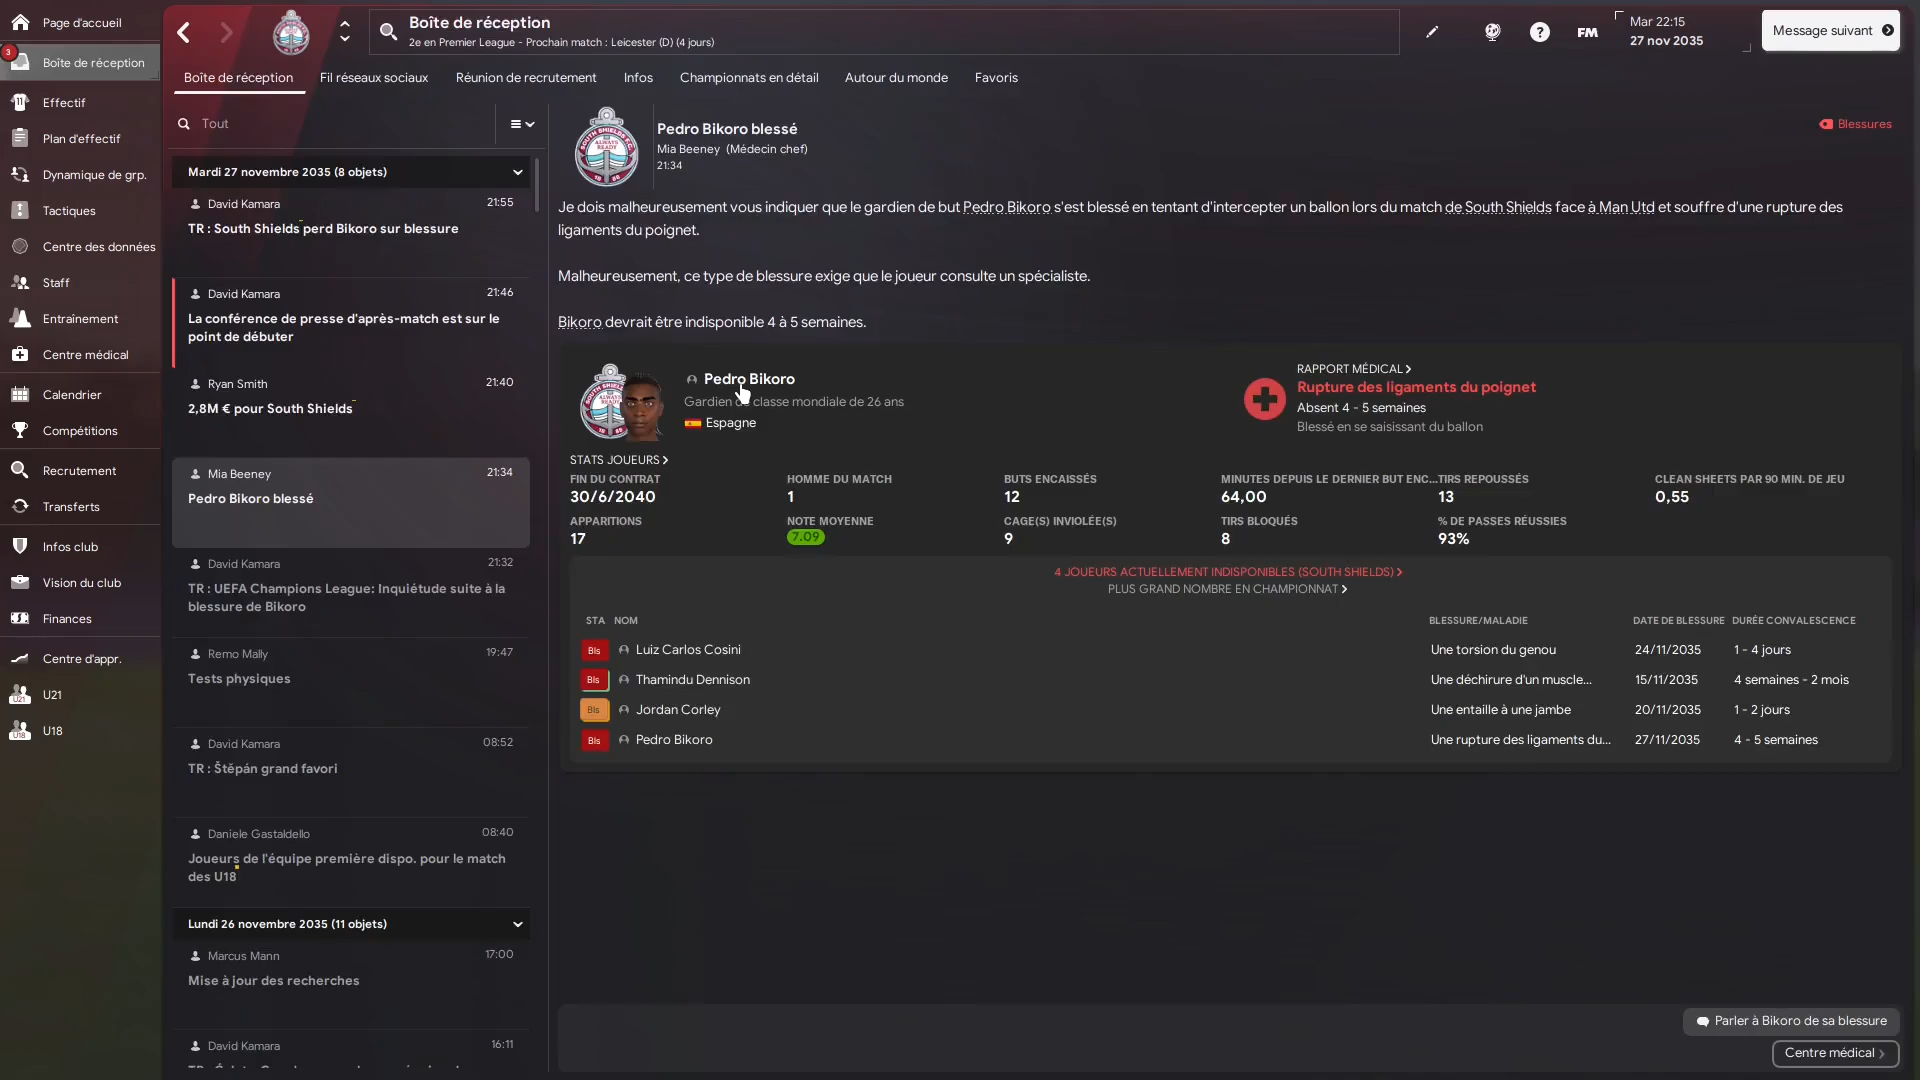 Page d'accueil
3
Boîte de réception
Effectif
Plan d'effectif
Dynamique de grp.
Tactiques
Centre des données
Staff
Entraînement
Centre médical
Calendrier
Compétitions
Recrutement
Transferts
Infos club
Vision du club
Finances
Centre d'appr.
U21
U21
U18
U18
Boîte de réception
2e en Premier League - Prochain match : Leicester (D) (4 jours)
FM
Mar 22:15
27 nov 2035
Message suivant
Boîte de réception
Fil réseaux sociaux
Réunion de recrutement
Infos
Championnats en détail
Autour du monde
Favoris
Tout
Mardi 27 novembre 2035 (8 objets)
David Kamara 21:55
TR : South Shields perd Bikoro sur blessure
David Kamara 21:46
La conférence de presse d'après-match est sur le
point de débuter
Ryan Smith 21:40
2,8M € pour South Shields
Mia Beeney 21:34
Pedro Bikoro blessé
David Kamara 21:32
TR : UEFA Champions League: Inquiétude suite à la
blessure de Bikoro
Remo Mally 19:47
Tests physiques
David Kamara 08:52
TR : Štěpán grand favori
Daniele Gastaldello 08:40
Joueurs de l'équipe première dispo. pour le match
des U18
Lundi 26 novembre 2035 (11 objets)
Marcus Mann 17:00
Mise à jour des recherches
David Kamara 16:11
SOUTH SHIELDS F.C.
ALWAYS READY
Pedro Bikoro blessé
Mia Beeney (Médecin chef)
21:34
Blessures
Je dois malheureusement vous indiquer que le gardien de but Pedro Bikoro s'est blessé en tentant d'intercepter un ballon lors du match de South Shields face à Man Utd et souffre d'une rupture des
ligaments du poignet.
Malheureusement, ce type de blessure exige que le joueur consulte un spécialiste.
Bikoro devrait être indisponible 4 à 5 semaines.
Pedro Bikoro
Gardien de classe mondiale de 26 ans
Espagne
RAPPORT MÉDICAL
Rupture des ligaments du poignet
Absent 4 - 5 semaines
Blessé en se saisissant du ballon
STATS JOUEURS
FIN DU CONTRAT HOMME DU MATCH BUTS ENCAISSÉS MINUTES DEPUIS LE DERNIER BUT ENC... TIRS REPOUSSÉS CLEAN SHEETS PAR 90 MIN. DE JEU
30/6/2040 1 12 64,00 13 0,55
APPARITIONS NOTE MOYENNE CAGE(S) INVIOLÉE(S) TIRS BLOQUÉS % DE PASSES RÉUSSIES
17 7.09 9 8 93%
4 JOUEURS ACTUELLEMENT INDISPONIBLES (SOUTH SHIELDS)
PLUS GRAND NOMBRE EN CHAMPIONNAT
STA NOM BLESSURE/MALADIE DATE DE BLESSURE DURÉE CONVALESCENCE
Bls Luiz Carlos Cosini Une torsion du genou 24/11/2035 1 - 4 jours
Bls Thamindu Dennison Une déchirure d'un muscle... 15/11/2035 4 semaines - 2 mois
Bls Jordan Corley Une entaille à une jambe 20/11/2035 1 - 2 jours
Bls Pedro Bikoro Une rupture des ligaments du... 27/11/2035 4 - 5 semaines
Parler à Bikoro de sa blessure
Centre médical